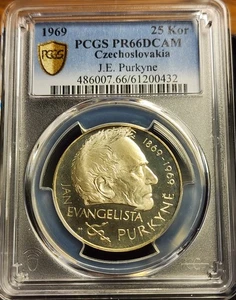 1969 25 Kor
PCGS PR66DCAM
Czechoslovakia
J.E. Purkyne
486007.66/61200432
PCGS
1869-1969
JAN
EVANGELISTA
PURKYNĚ